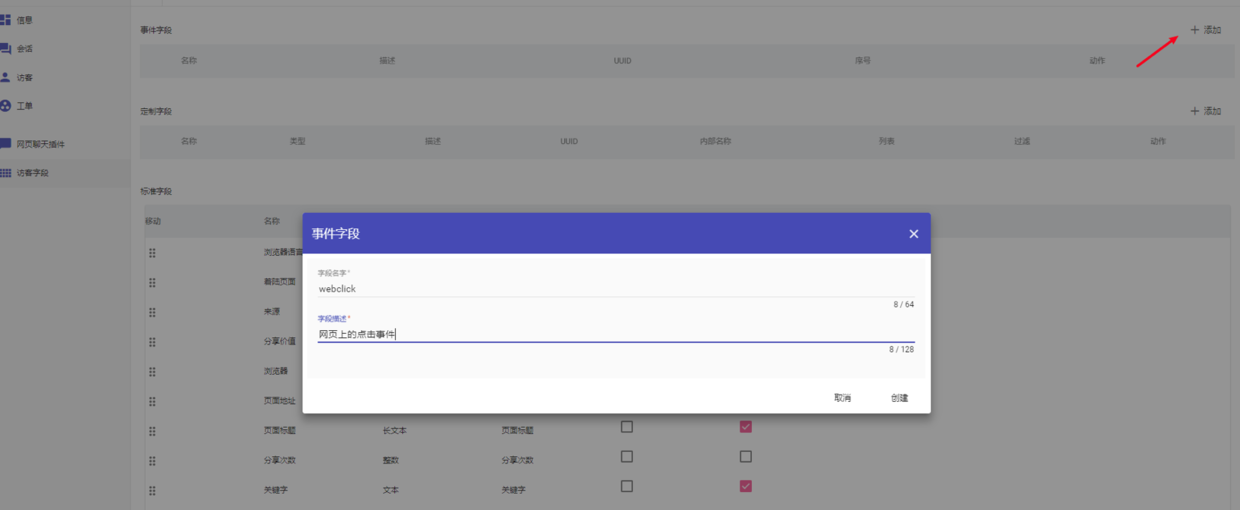 信息
会话
访客
工单
网页聊天插件
访客字段
事件字段
+ 添加
名称 描述 UUID 序号 动作
定制字段
+ 添加
名称 类型 描述 UUID 内部名称 列表 过滤 动作
标准字段
移动 名称
浏览器语言
着陆页面
来源
分享价值
浏览器
页面地址
页面标题 长文本 页面标题
分享次数 整数 分享次数
关键字 文本 关键字
事件字段
字段名字*
webclick
8 / 64
字段描述*
网页上的点击事件
8 / 128
取消 创建